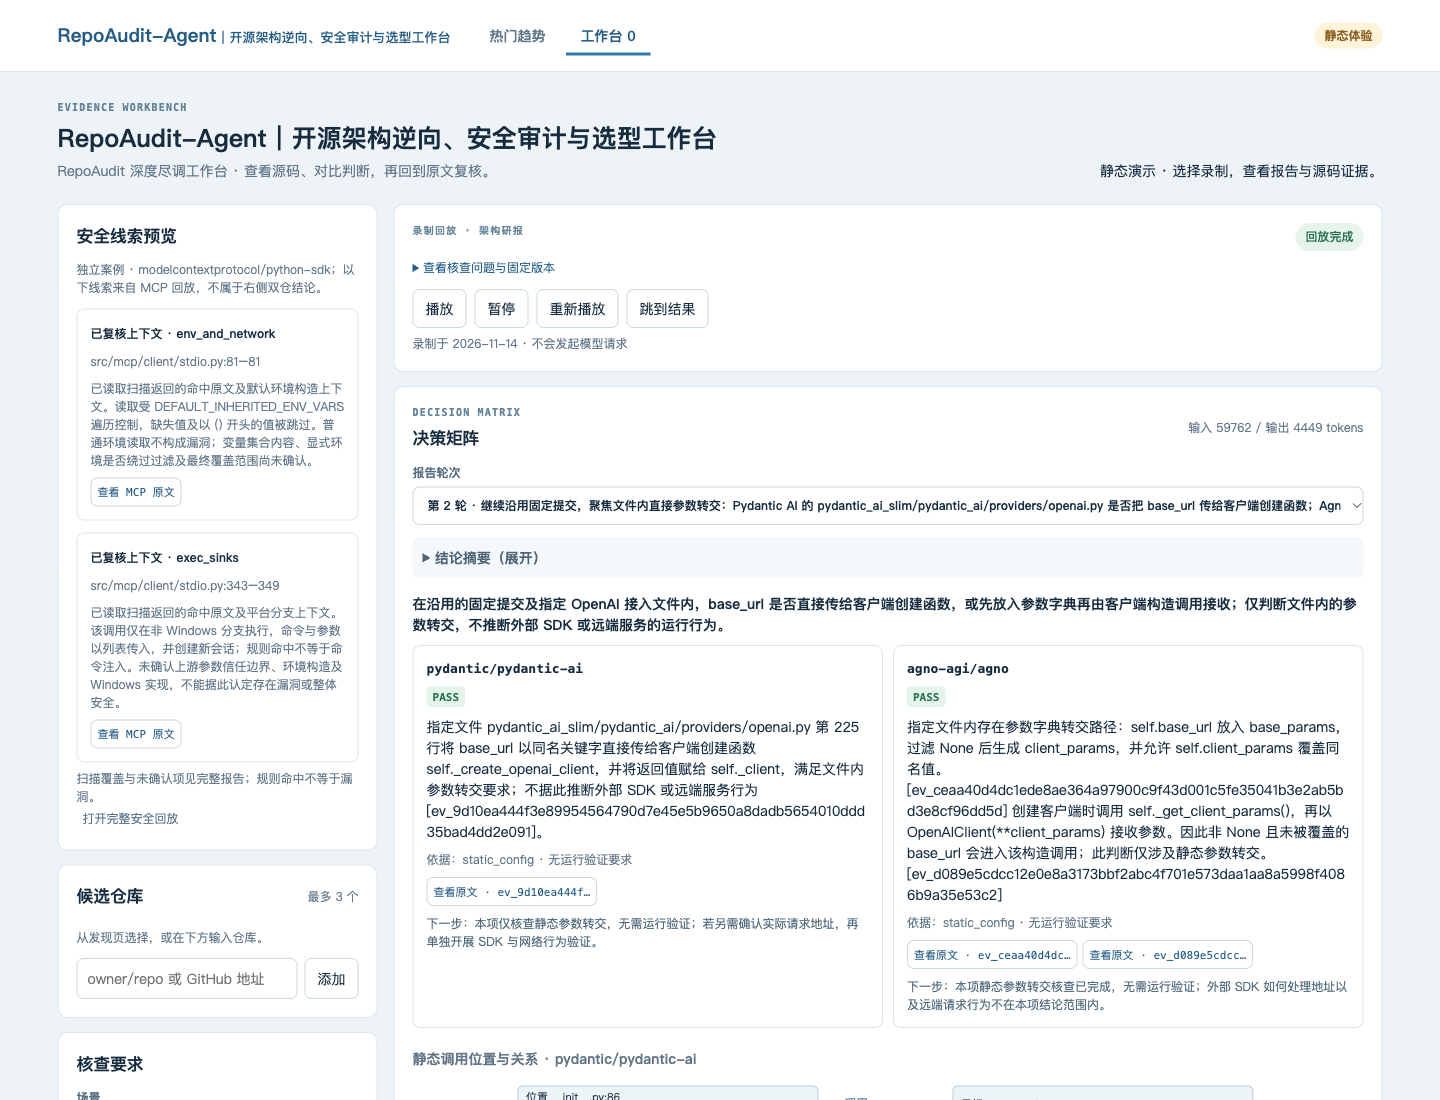 RepoAudit-Agent | 开源架构逆向、安全审计与选型工作台
热门趋势
工作台 0
静态体验
EVIDENCE WORKBENCH
RepoAudit-Agent | 开源架构逆向、安全审计与选型工作台
RepoAudit 深度尽调工作台 · 查看源码、对比判断，再回到原文复核。
静态演示 · 选择录制，查看报告与源码证据。
安全线索预览
独立案例 · modelcontextprotocol/python-sdk；以
下线索来自 MCP 回放，不属于右侧双仓结论。
已复核上下文 · env_and_network
src/mcp/client/stdio.py:81—81
已读取扫描返回的命中原文及默认环境构造上下
文。读取受 DEFAULT_INHERITED_ENV_VARS
遍历控制，缺失值及以 () 开头的值被跳过。普
通环境读取不构成漏洞；变量集合内容、显式环
境是否绕过过滤及最终覆盖范围尚未确认。
查看 MCP 原文
已复核上下文 · exec_sinks
src/mcp/client/stdio.py:343—349
已读取扫描返回的命中原文及平台分支上下文。
该调用仅在非 Windows 分支执行，命令与参数
以列表传入，并创建新会话；规则命中不等于命
令注入。未确认上游参数信任边界、环境构造及
Windows 实现，不能据此认定存在漏洞或整体
安全。
查看 MCP 原文
扫描覆盖与未确认项见完整报告；规则命中不等于漏
洞。
打开完整安全回放
候选仓库
最多 3 个
从发现页选择，或在下方输入仓库。
owner/repo 或 GitHub 地址
添加
核查要求
场景
录制回放 · 架构研报
回放完成
▶ 查看核查问题与固定版本
播放
暂停
重新播放
跳到结果
录制于 2026-11-14 · 不会发起模型请求
DECISION MATRIX
决策矩阵
输入 59762 / 输出 4449 tokens
报告轮次
第 2 轮 · 继续沿用固定提交，聚焦文件内直接参数转交：Pydantic AI 的 pydantic_ai_slim/pydantic_ai/providers/openai.py 是否把 base_url 传给客户端创建函数；Agn
▶ 结论摘要（展开）
在沿用的固定提交及指定 OpenAI 接入文件内，base_url 是否直接传给客户端创建函数，或先放入参数字典再由客户端构造调用接收；仅判断文件内的参
数转交，不推断外部 SDK 或远端服务的运行行为。
pydantic/pydantic-ai
PASS
指定文件 pydantic_ai_slim/pydantic_ai/providers/openai.py 第 225
行将 base_url 以同名关键字直接传给客户端创建函数
self._create_openai_client，并将返回值赋给 self._client，满足文件内
参数转交要求；不据此推断外部 SDK 或远端服务行为
[ev_9d10ea444f3e89954564790d7e45e5b9650a8dadb5654010ddd
35bad4dd2e091]。
依据：static_config · 无运行验证要求
查看原文 · ev_9d10ea444f…
下一步：本项仅核查静态参数转交，无需运行验证；若另需确认实际请求地址，再
单独开展 SDK 与网络行为验证。
agno-agi/agno
PASS
指定文件内存在参数字典转交路径：self.base_url 放入 base_params，
过滤 None 后生成 client_params，并允许 self.client_params 覆盖同
名值。
[ev_ceaa40d4dc1ede8ae364a97900c9f43d001c5fe35041b3e2ab5b
d3e8cf96dd5d] 创建客户端时调用 self._get_client_params()，再以
OpenAIClient(**client_params) 接收参数。因此非 None 且未被覆盖的
base_url 会进入该构造调用；此判断仅涉及静态参数转交。
[ev_d089e5cdcc12e0e8a3173bbf2abc4f701e573daa1aa8a5998f408
6b9a35e53c2]
依据：static_config · 无运行验证要求
查看原文 · ev_ceaa40d4dc…
查看原文 · ev_d089e5cdcc…
下一步：本项静态参数转交核查已完成，无需运行验证；外部 SDK 如何处理地址以
及远端请求行为不在本项结论范围内。
静态调用位置与关系 · pydantic/pydantic-ai
位置 __init__.py:86